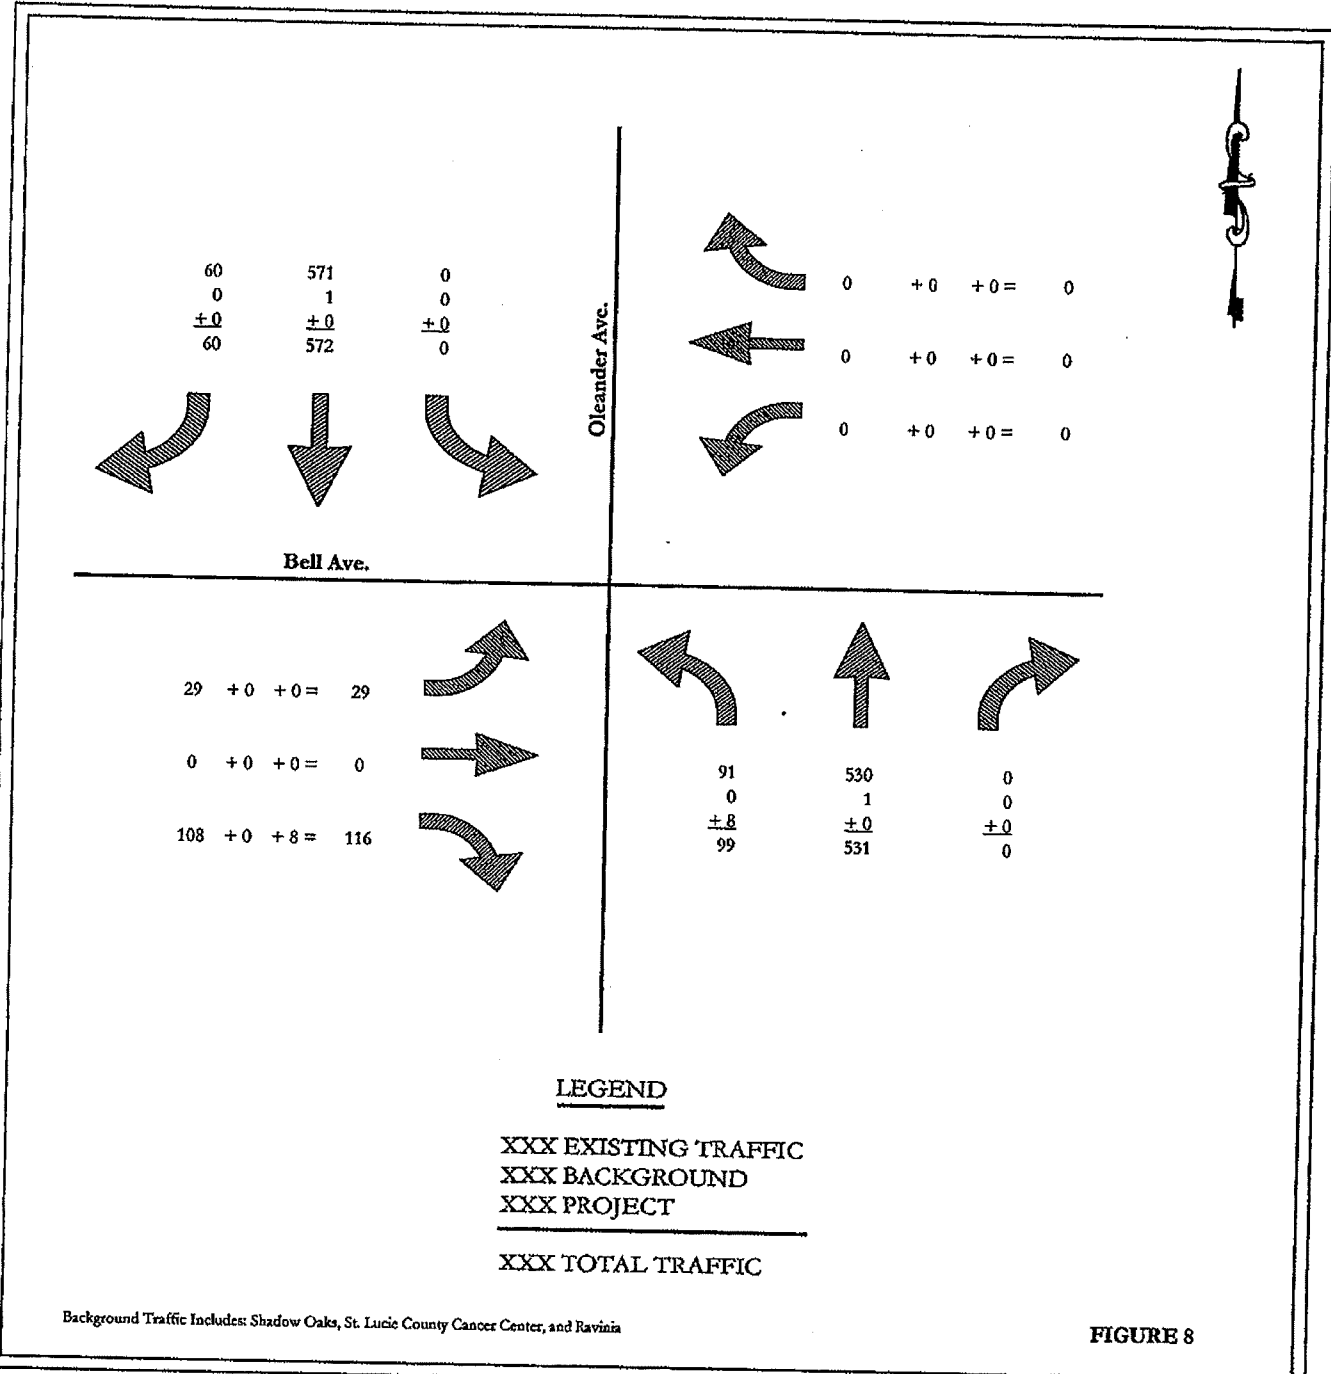 60 571 0
0 1 0
+0 +0 +0
60 572 0
0 +0 +0= 0
0 +0 +0= 0
0 +0 +0= 0
Oleander Ave.
Bell Ave.
29 +0 +0= 29
0 +0 +0= 0
108 +0 +8= 116
91 530 0
0 1 0
+8 +0 +0
99 531 0
LEGEND
XXX EXISTING TRAFFIC
XXX BACKGROUND
XXX PROJECT
XXX TOTAL TRAFFIC
Background Traffic Includes: Shadow Oaks, St. Lucie County Cancer Center, and Ravinia
FIGURE 8